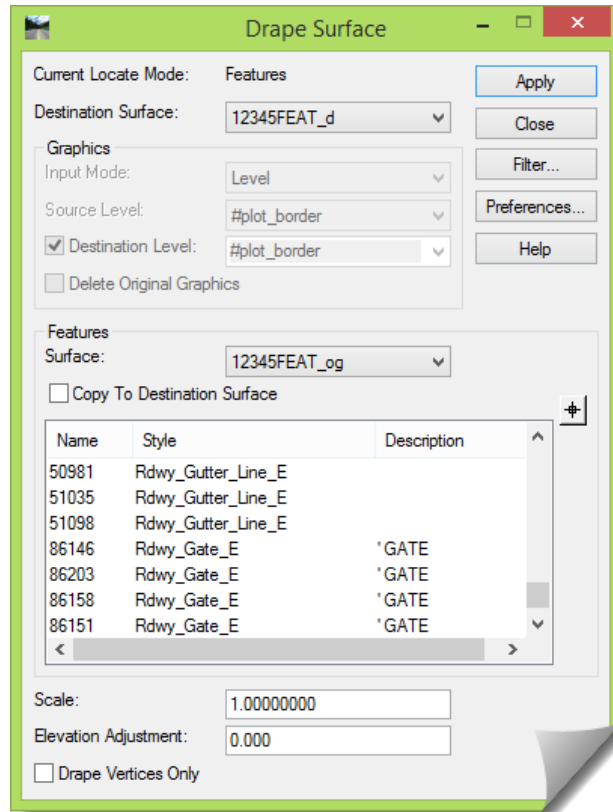 Drape Surface
Current Locate Mode: Features
Apply
Destination Surface: 12345FEAT_d
Close
Graphics
Input Mode: Level
Filter...
Source Level: #plot_border
Preferences...
Destination Level: #plot_border
Help
Delete Original Graphics
Features
Surface: 12345FEAT_og
Copy To Destination Surface
Name Style Description
50981 Rdwy_Gutter_Line_E
51035 Rdwy_Gutter_Line_E
51098 Rdwy_Gutter_Line_E
86146 Rdwy_Gate_E ' GATE
86203 Rdwy_Gate_E ' GATE
86158 Rdwy_Gate_E ' GATE
86151 Rdwy_Gate_E ' GATE
Scale: 1.00000000
Elevation Adjustment: 0.000
Drape Vertices Only